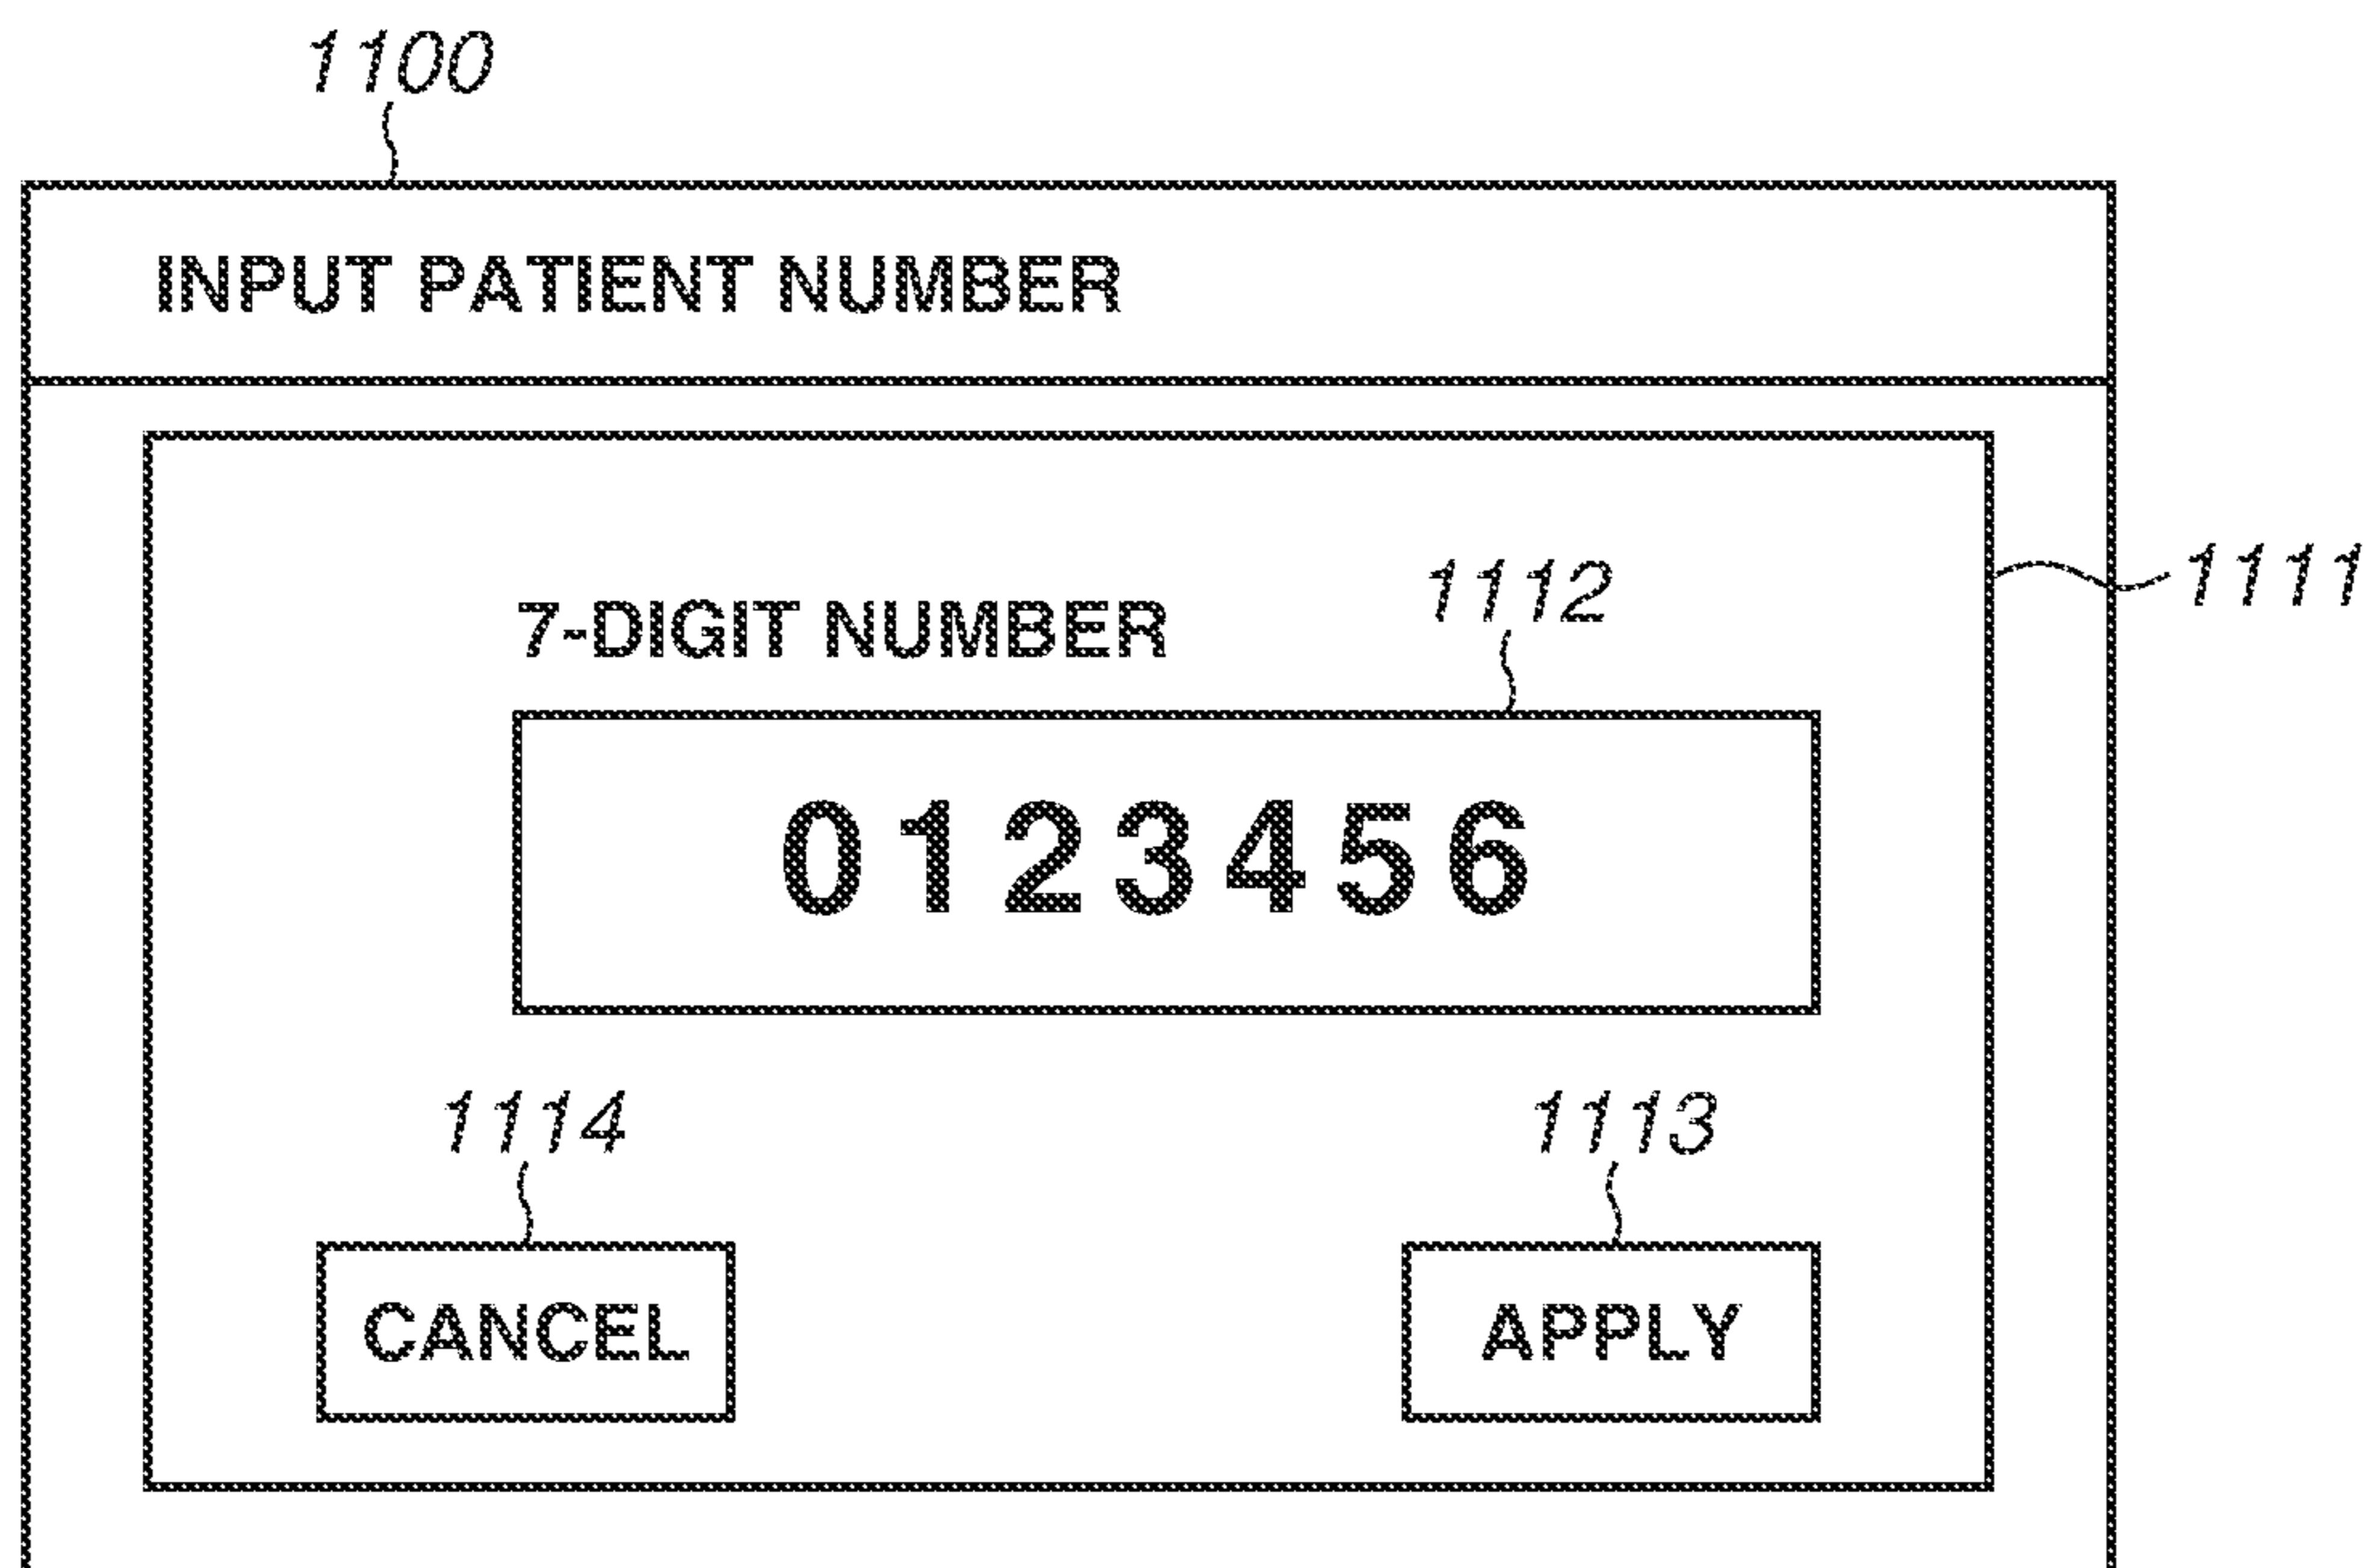 1100
INPUT PATIENT NUMBER
1111
1112
7-DIGIT NUMBER
0123456
1114
1113
CANCEL
APPLY